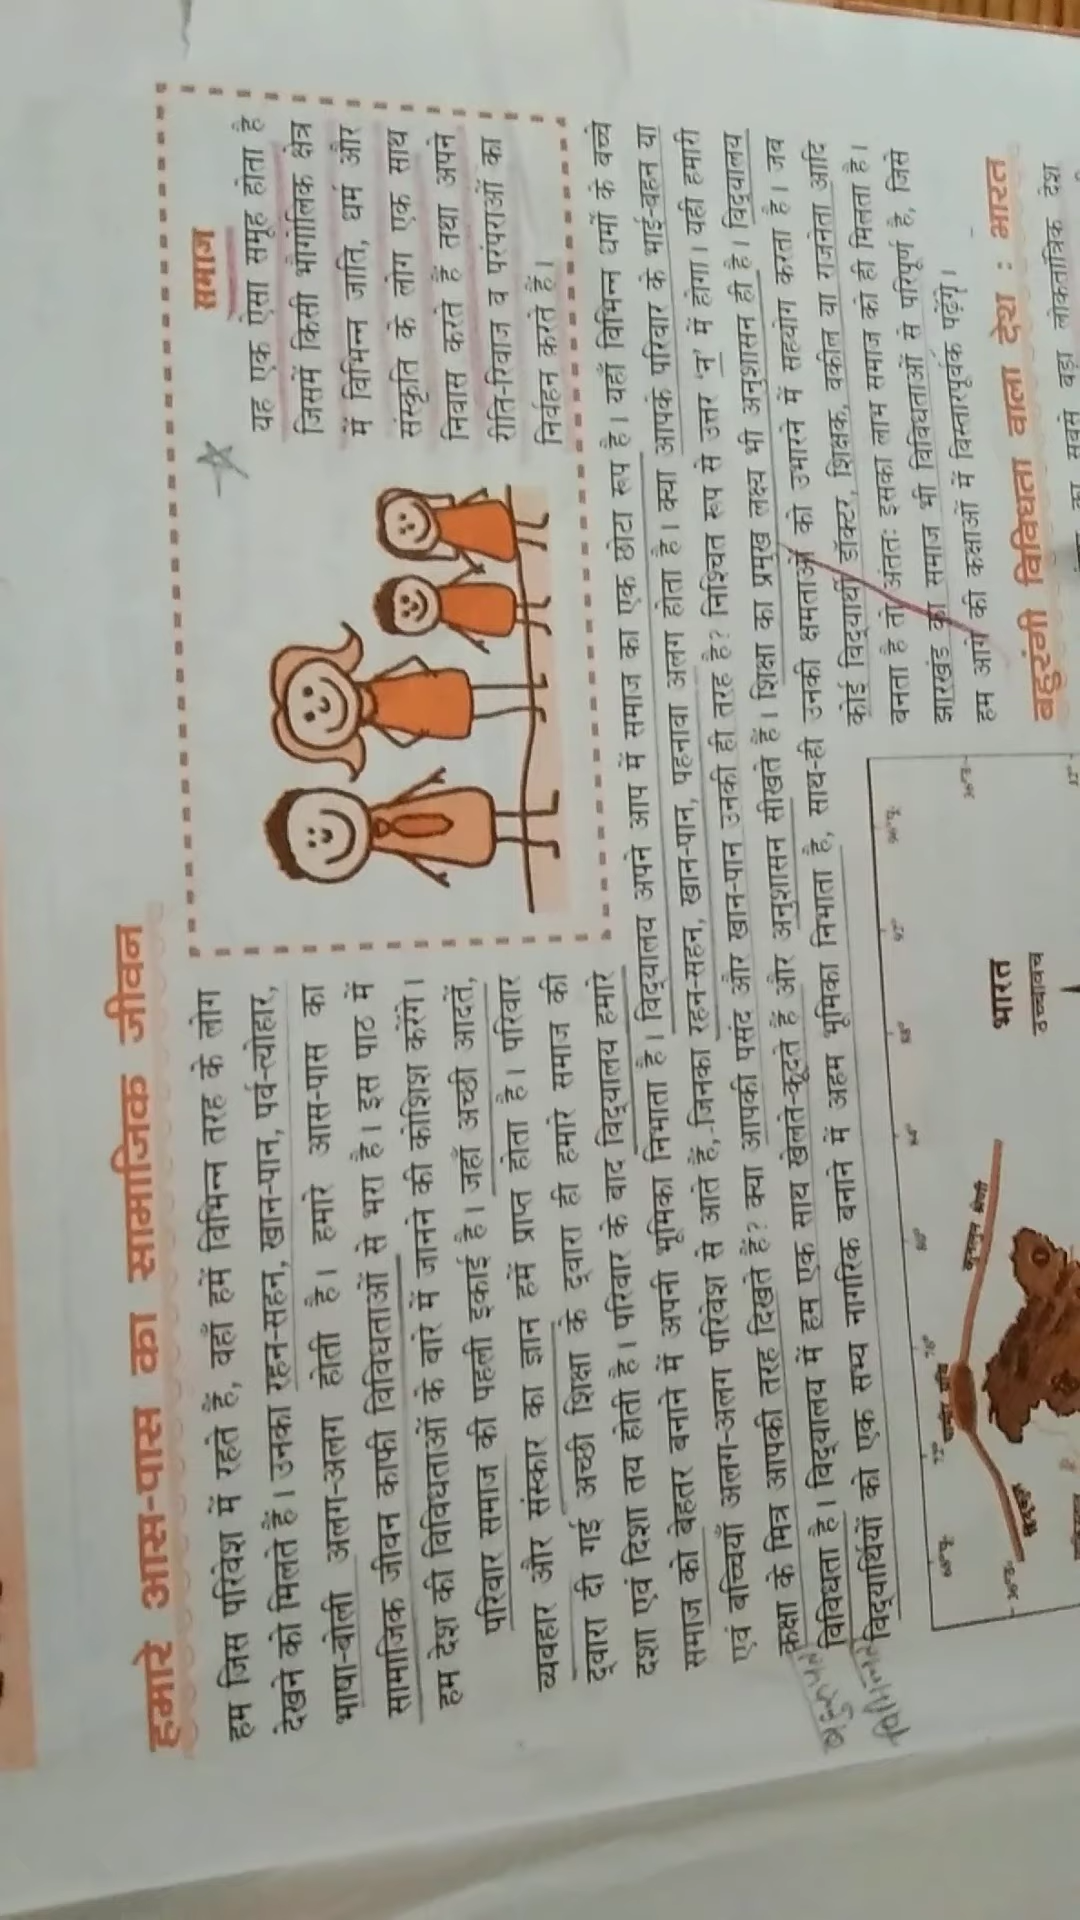 हमारे आस-पास का सामाजिक जीवन
हम जिस परिवेश में रहते हैं, वहाँ हमें विभिन्न तरह के लोग
देखने को मिलते हैं। उनका रहन-सहन, खान-पान, पर्व-त्योहार,
भाषा-बोली अलग-अलग होती है। हमारे आस-पास का
सामाजिक जीवन काफी विविधताओं से भरा है। इस पाठ में
हम देश की विविधताओं के बारे में जानने की कोशिश करेंगे।
परिवार समाज की पहली इकाई है। जहाँ अच्छी आदतें,
व्यवहार और संस्कार का ज्ञान हमें प्राप्त होता है। परिवार
द्वारा दी गई अच्छी शिक्षा के द्वारा ही हमारे समाज की
दशा एवं दिशा तय होती है। परिवार के बाद विद्यालय हमारे
समाज को बेहतर बनाने में अपनी भूमिका निभाता है। विद्यालय अपने आप में समाज का एक छोटा रूप है। यहाँ विभिन्न धर्मों के बच्चे
एवं बच्चियाँ अलग-अलग परिवेश से आते हैं, जिनका रहन-सहन, खान-पान, पहनावा अलग होता है। क्या आपके परिवार के भाई-बहन या
कक्षा के मित्र आपकी तरह दिखते हैं? क्या आपकी पसंद और खान-पान उनकी ही तरह है? निश्चित रूप से उत्तर 'न' में होगा। यही हमारी
विविधता है। विद्यालय में हम एक साथ खेलते-कूदते हैं और अनुशासन सीखते हैं। शिक्षा का प्रमुख लक्ष्य भी अनुशासन ही है। विद्यालय
विद्यार्थियों को एक सभ्य नागरिक बनाने में अहम भूमिका निभाता है, साथ-ही उनकी क्षमताओं को उभारने में सहयोग करता है। जब
कोई विद्यार्थी डॉक्टर, शिक्षक, वकील या राजनेता आदि
बनता है तो अंततः इसका लाभ समाज को ही मिलता है।
झारखंड का समाज भी विविधताओं से परिपूर्ण है, जिसे
हम आगे की कक्षाओं में विस्तारपूर्वक पढ़ेंगे।
समाज
यह एक ऐसा समूह होता है
जिसमें किसी भौगोलिक क्षेत्र
में विभिन्न जाति, धर्म और
संस्कृति के लोग एक साथ
निवास करते हैं तथा अपने
रीति-रिवाज व परंपराओं का
निर्वहन करते हैं।
बहुरंगी विविधता वाला देश : भारत
सबसे बड़ा लोकतांत्रिक देश
भारत
उच्चावच